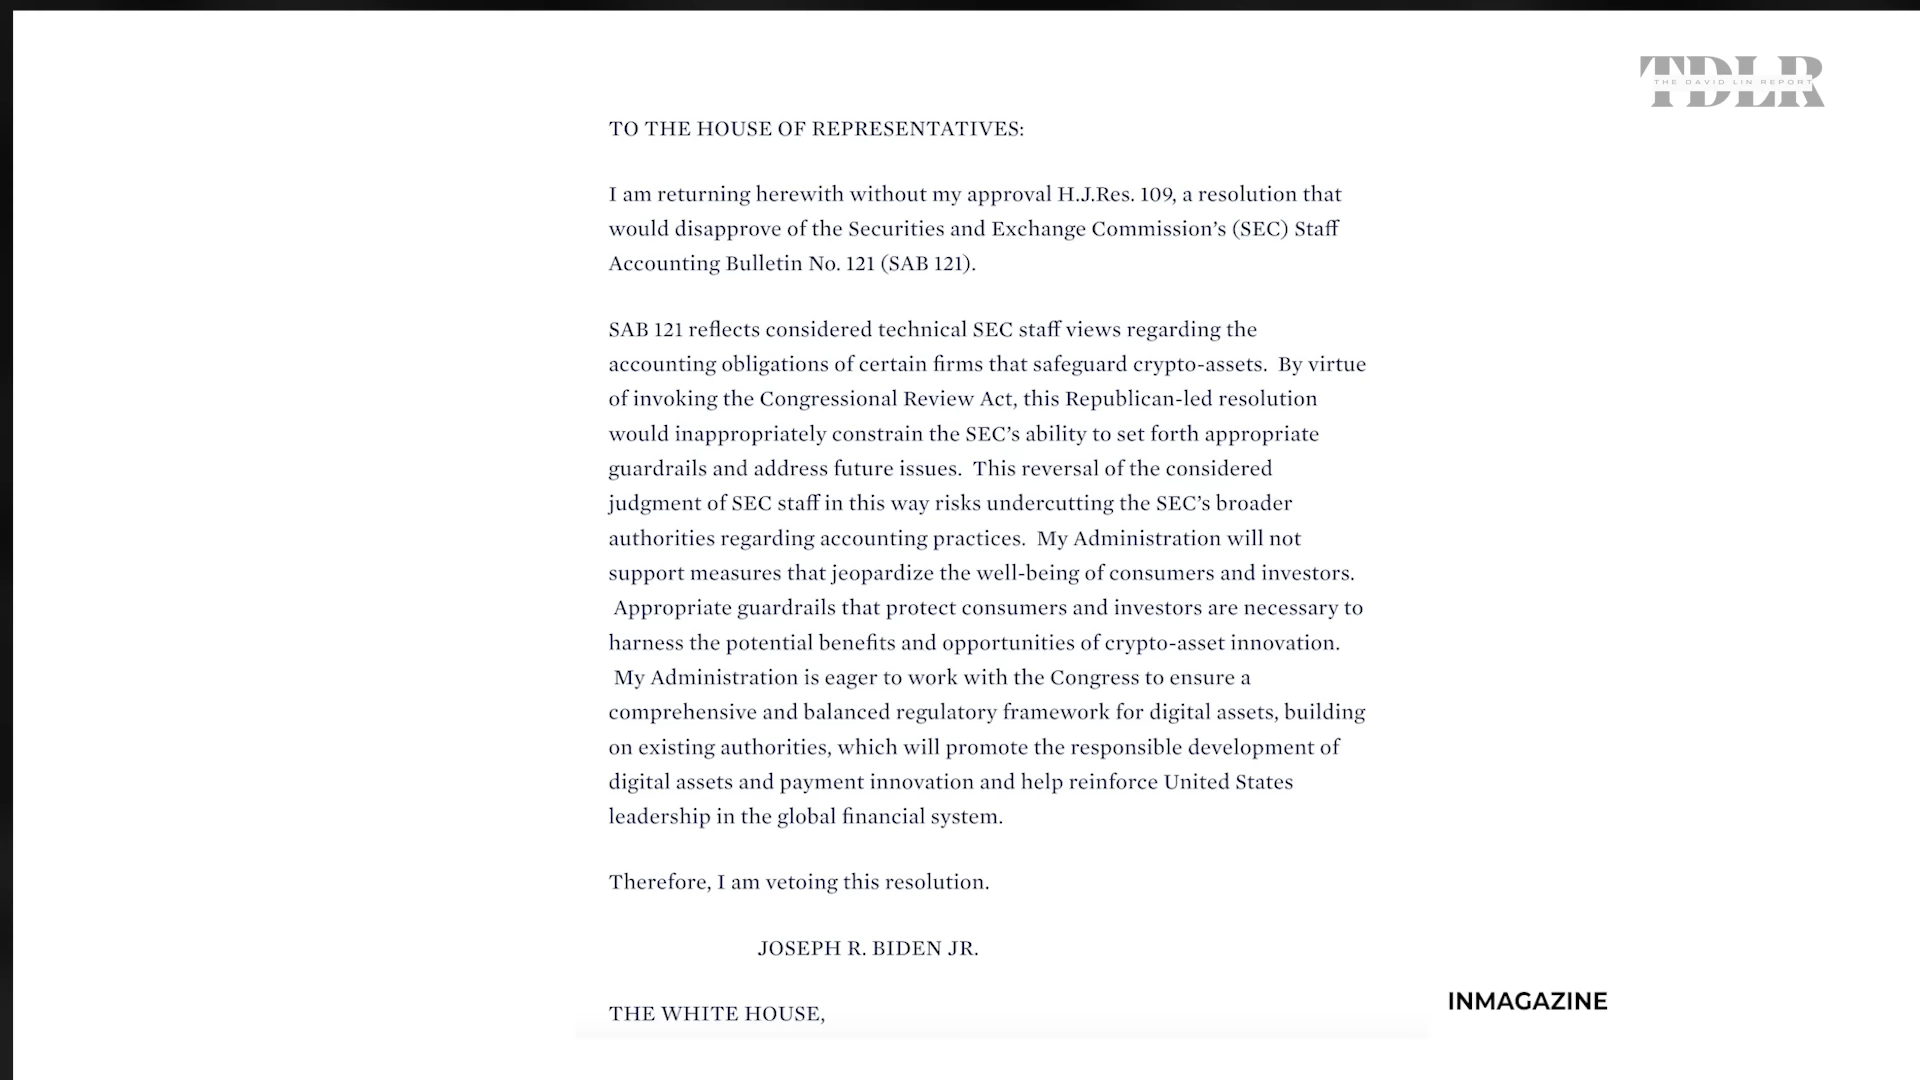 TDLR
THE DAVID LIN REPORT
TO THE HOUSE OF REPRESENTATIVES:
I am returning herewith without my approval H.J.Res. 109, a resolution that
would disapprove of the Securities and Exchange Commission’s (SEC) Staff
Accounting Bulletin No. 121 (SAB 121).
SAB 121 reflects considered technical SEC staff views regarding the
accounting obligations of certain firms that safeguard crypto-assets.  By virtue
of invoking the Congressional Review Act, this Republican-led resolution
would inappropriately constrain the SEC’s ability to set forth appropriate
guardrails and address future issues.  This reversal of the considered
judgment of SEC staff in this way risks undercutting the SEC’s broader
authorities regarding accounting practices.  My Administration will not
support measures that jeopardize the well-being of consumers and investors.
Appropriate guardrails that protect consumers and investors are necessary to
harness the potential benefits and opportunities of crypto-asset innovation.
My Administration is eager to work with the Congress to ensure a
comprehensive and balanced regulatory framework for digital assets, building
on existing authorities, which will promote the responsible development of
digital assets and payment innovation and help reinforce United States
leadership in the global financial system.
Therefore, I am vetoing this resolution.
JOSEPH R. BIDEN JR.
THE WHITE HOUSE,
INMAGAZINE